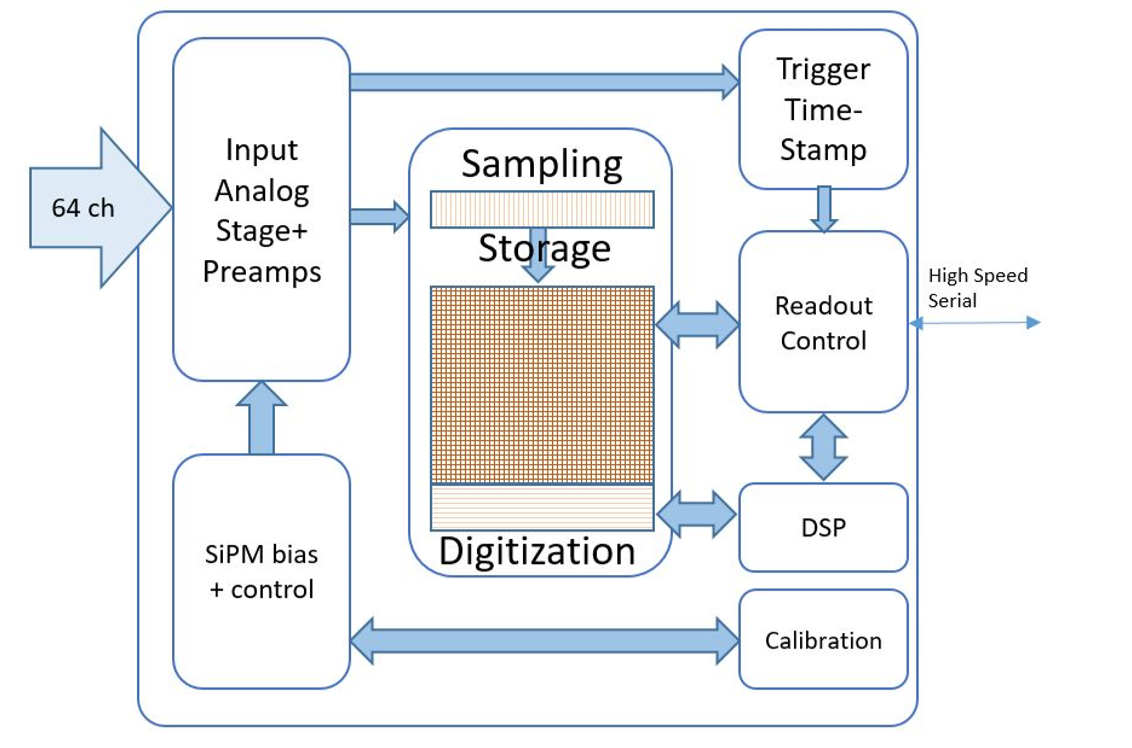 64 ch
Input
Analog
Stage+
Preamps
Sampling
Storage
Digitization
Trigger
Time-
Stamp
Readout
Control
High Speed
Serial
DSP
SiPM bias
+ control
Calibration